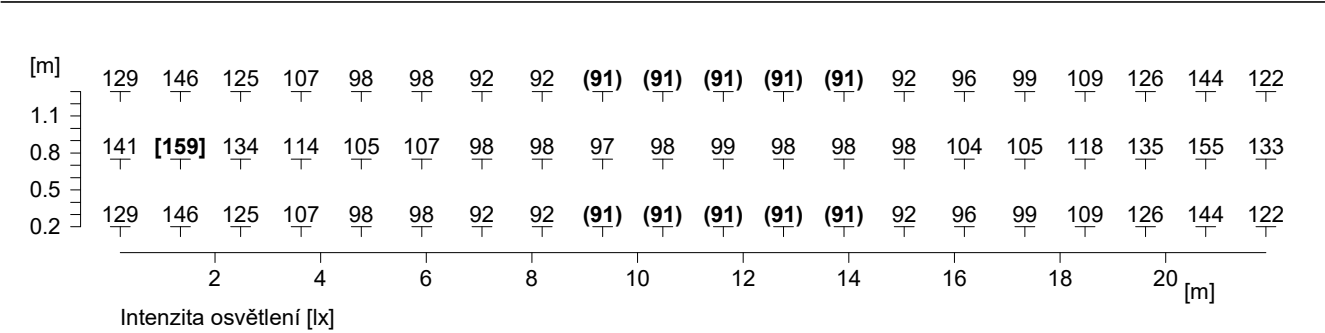 [m]
129 146 125 107 98 98 92 92 (91) (91) (91) (91) (91) 92 96 99 109 126 144 122
1.1
141 [159] 134 114 105 107 98 98 97 98 99 98 98 98 104 105 118 135 155 133
0.8
0.5
129 146 125 107 98 98 92 92 (91) (91) (91) (91) (91) 92 96 99 109 126 144 122
0.2
2 4 6 8 10 12 14 16 18 20 [m]
Intenzita osvětlení [lx]